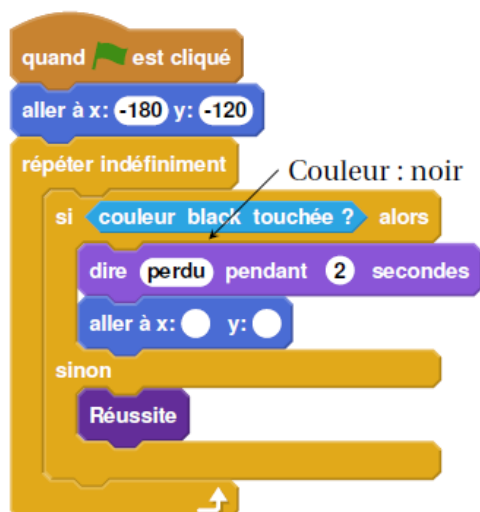 quand est cliqué
aller à x: -180 y: -120
répéter indéfiniment
Couleur : noir
si couleur black touchée ? alors
dire perdu pendant 2 secondes
aller à x: y:
sinon
Réussite